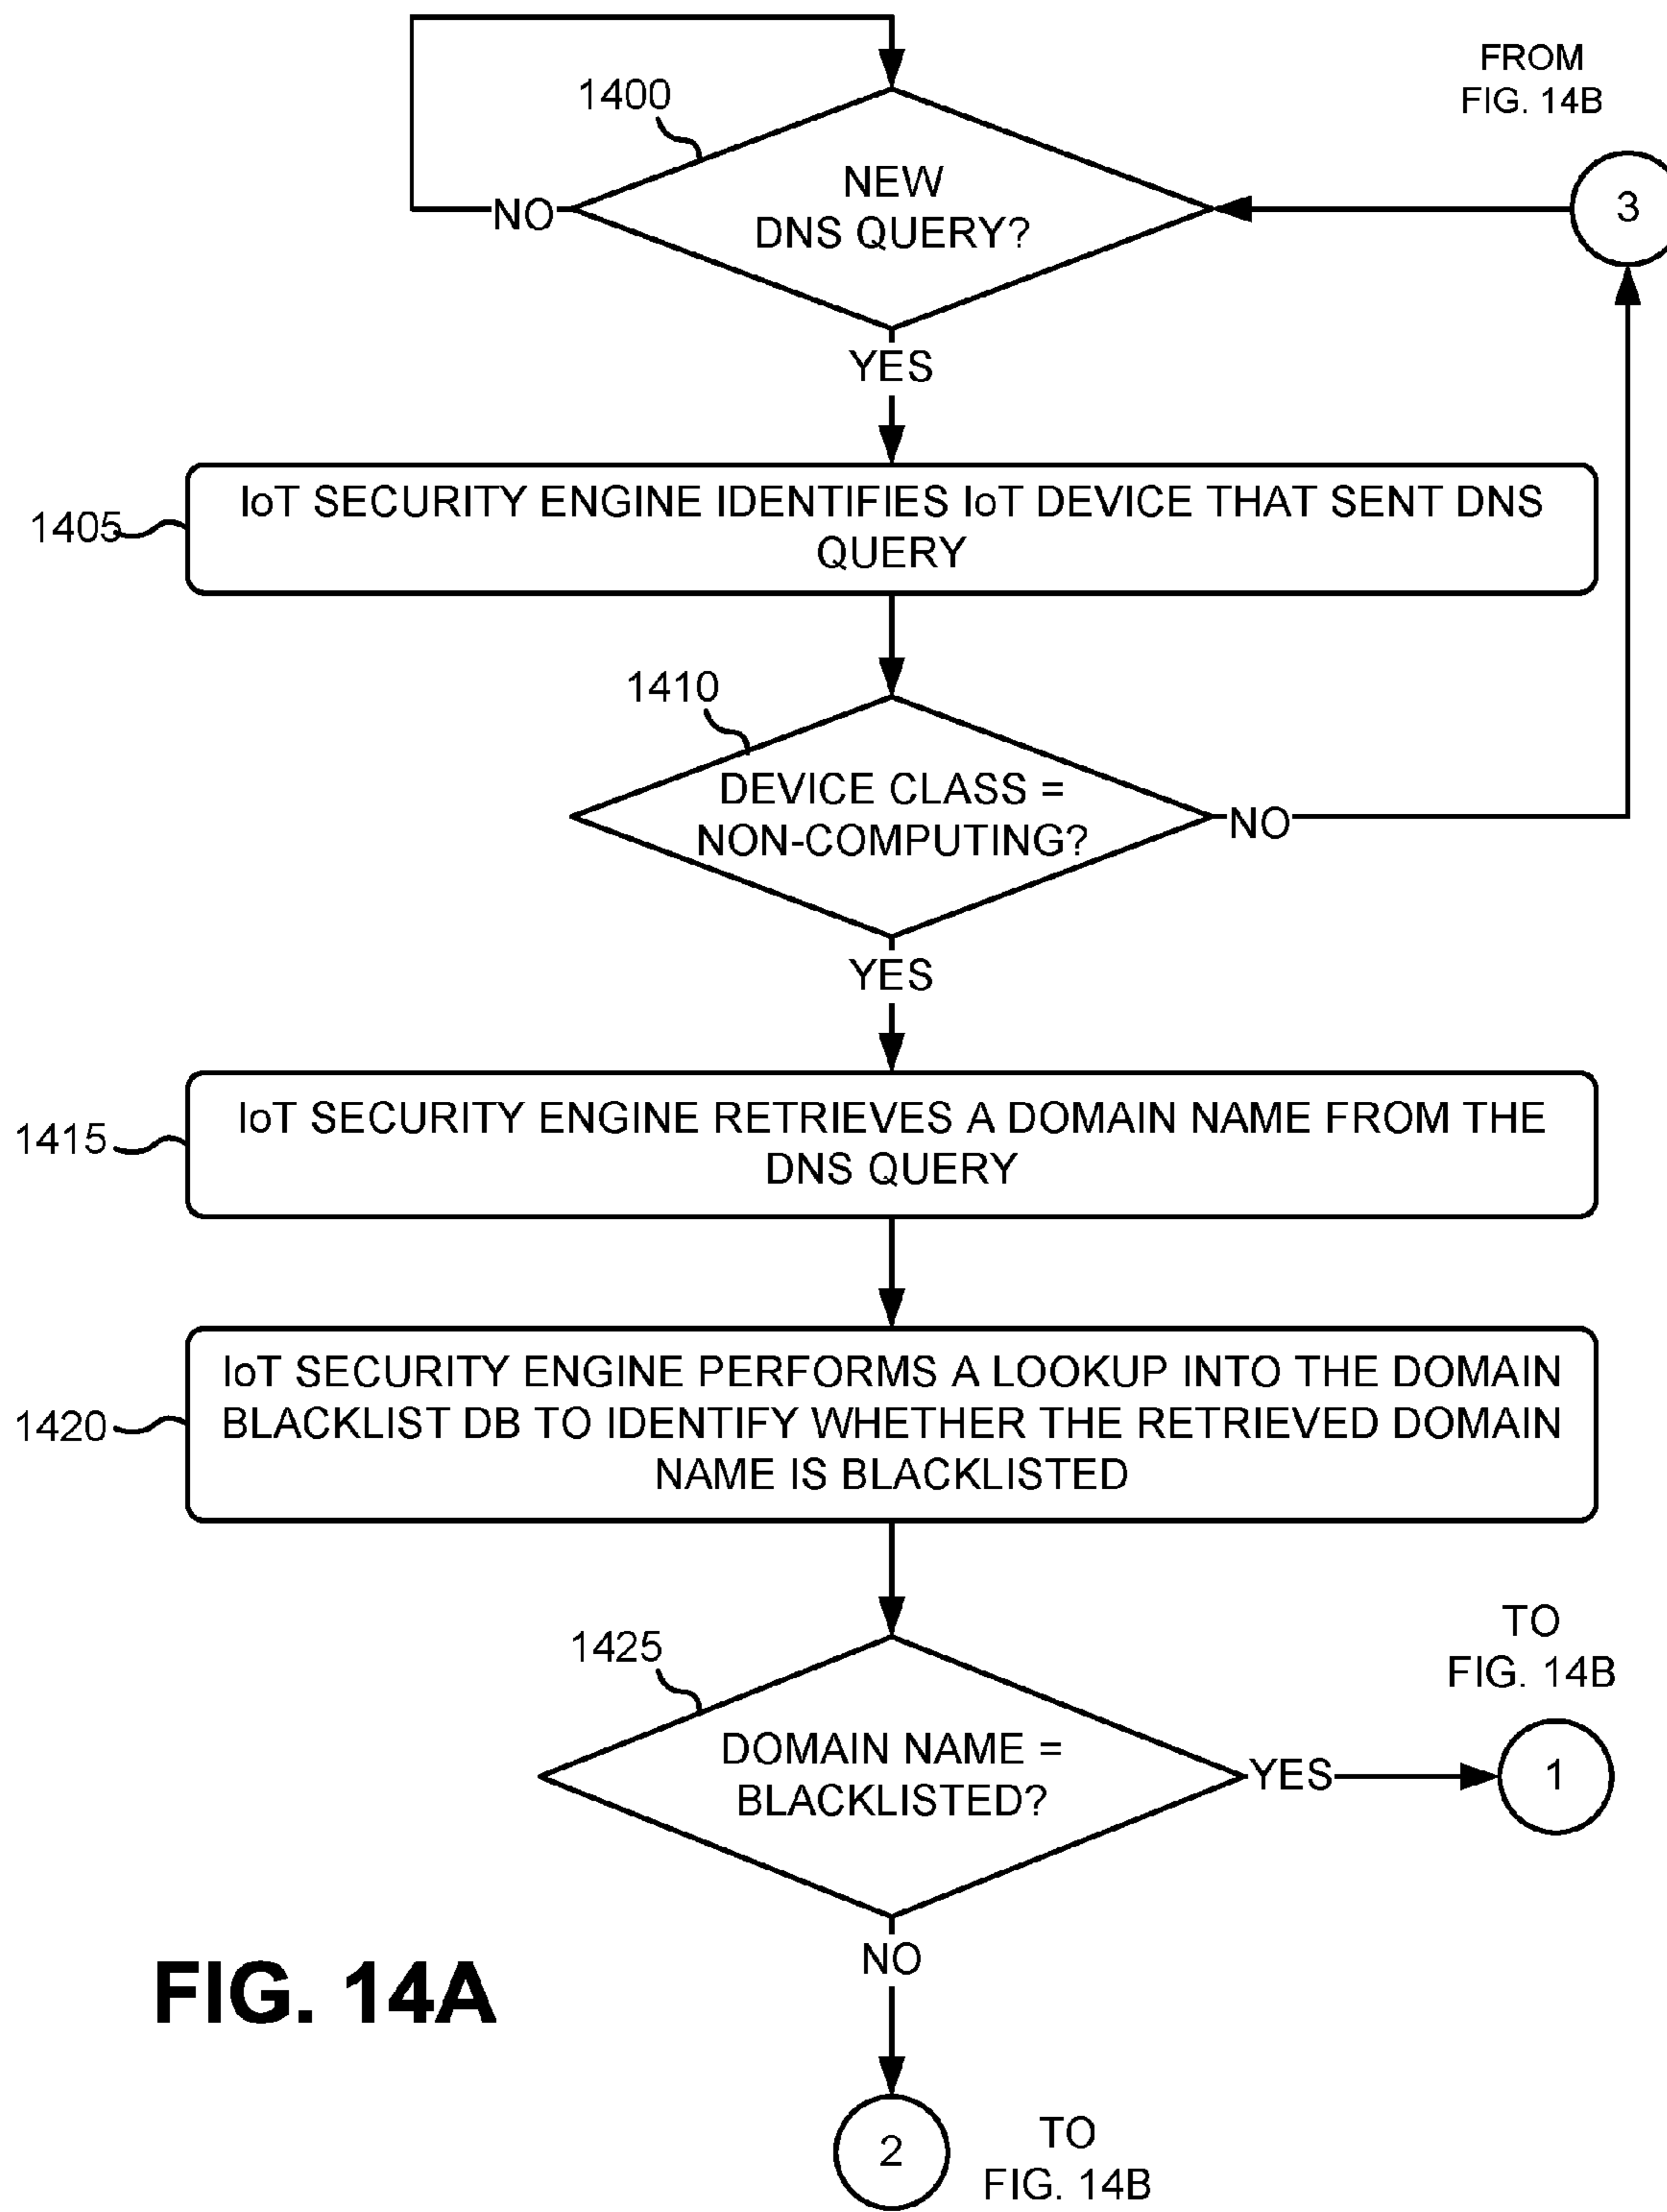 FROM
FIG. 14B
1400
NEW
DNS QUERY?
3
NO
YES
1405
IoT SECURITY ENGINE IDENTIFIES IoT DEVICE THAT SENT DNS
QUERY
1410
DEVICE CLASS =
NON-COMPUTING?
NO
YES
1415
IoT SECURITY ENGINE RETRIEVES A DOMAIN NAME FROM THE
DNS QUERY
1420
IoT SECURITY ENGINE PERFORMS A LOOKUP INTO THE DOMAIN
BLACKLIST DB TO IDENTIFY WHETHER THE RETRIEVED DOMAIN
NAME IS BLACKLISTED
1425
DOMAIN NAME =
BLACKLISTED?
YES
TO
FIG. 14B
1
NO
FIG. 14A
2
TO
FIG. 14B